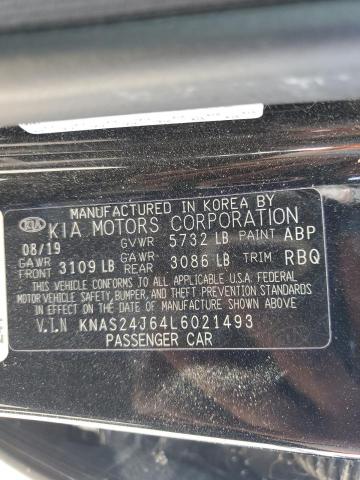 MANUFACTURED IN KOREA BY
KIA KIA MOTORS CORPORATION
08/19 GVWR 5732 LB PAINT ABP
GAWR FRONT 3109 LB GAWR REAR 3086 LB TRIM RBQ
THIS VEHICLE CONFORMS TO ALL APPLICABLE U.S.A. FEDERAL
MOTOR VEHICLE SAFETY, BUMPER, AND THEFT PREVENTION STANDARDS
IN EFFECT ON THE DATE OF MANUFACTURE SHOWN ABOVE.
V.I.N KNAS24J64L6021493
PASSENGER CAR